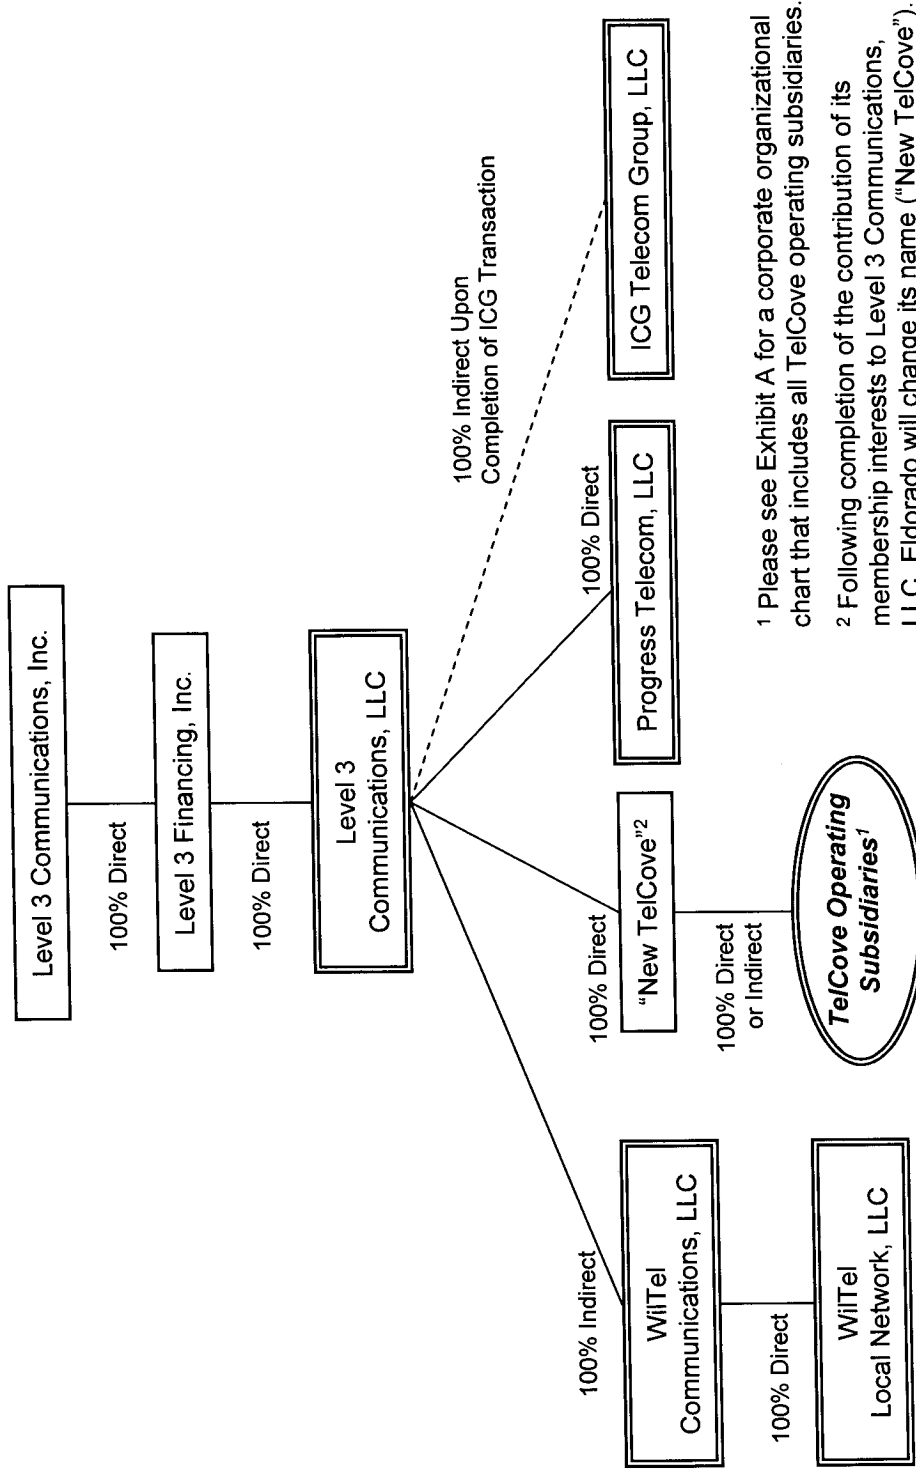 Level 3 Communications, Inc.
100% Direct
Level 3 Financing, Inc.
100% Direct
Level 3
Communications, LLC
100% Indirect
WilTel
Communications, LLC
100% Direct
WilTel
Local Network, LLC
100% Direct
"New TelCove"2
100% Direct
or Indirect
TelCove Operating
Subsidiaries1
100% Direct
Progress Telecom, LLC
100% Indirect Upon
Completion of ICG Transaction
ICG Telecom Group, LLC
1 Please see Exhibit A for a corporate organizational
chart that includes all TelCove operating subsidiaries.
2 Following completion of the contribution of its
membership interests to Level 3 Communications,
LLC, Eldorado will change its name ("New TelCove").